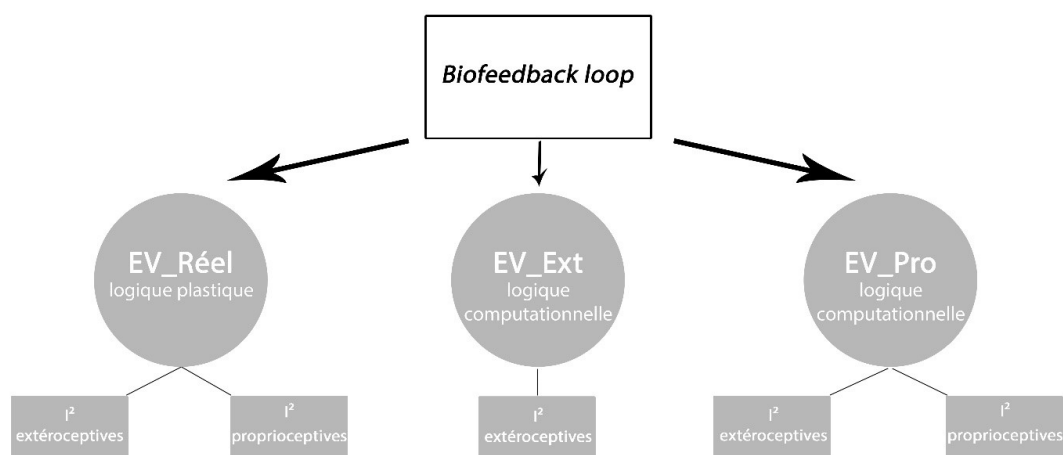 Biofeedback loop
EV_Réel
logique plastique
EV_Ext
logique
computationnelle
EV_Pro
logique
computationnelle
I²
extéroceptives
I²
proprioceptives
I²
extéroceptives
I²
extéroceptives
I²
proprioceptives